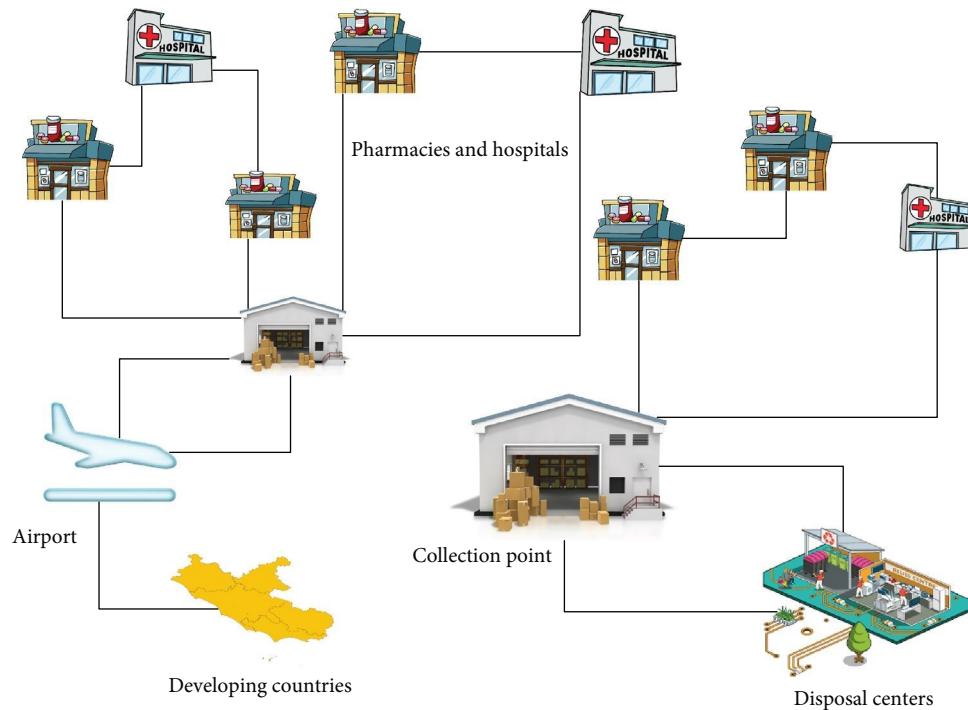 HOSPITAL
HOSPITAL
Pharmacies and hospitals
HOSPITAL
Airport
Collection point
Developing countries
Disposal centers